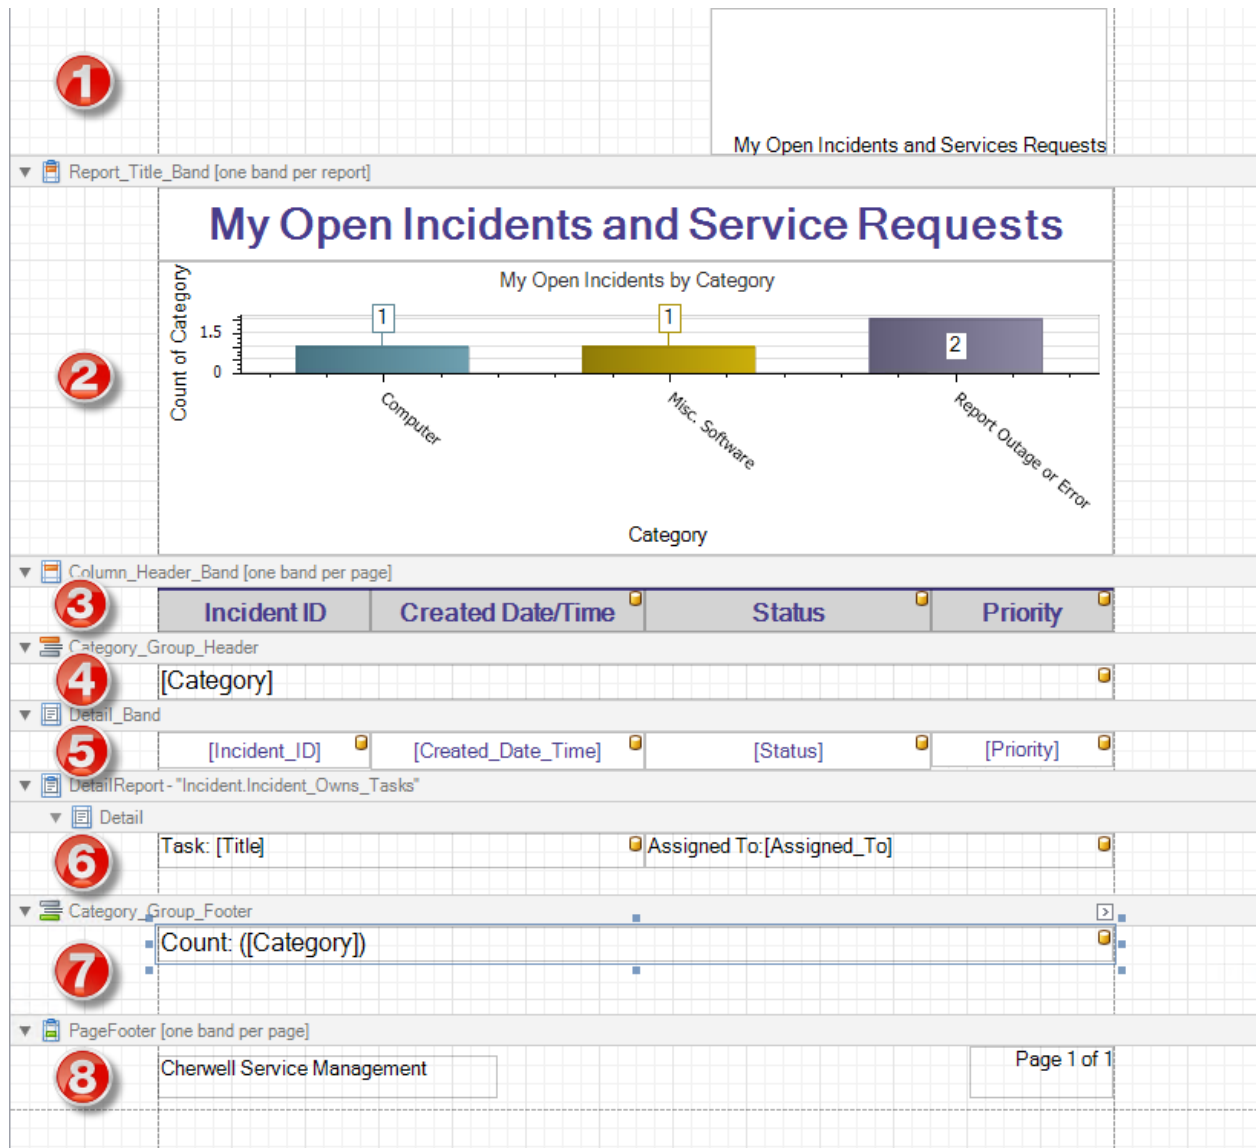 1
My Open Incidents and Services Requests
Report_Title_Band [one band per report]
My Open Incidents and Service Requests
My Open Incidents by Category
Count of Category
1.5
0
1
1
2
Computer
Misc. Software
Report Outage or Error
Category
2
Column_Header_Band [one band per page]
3
Incident ID Created Date/Time Status Priority
Category_Group_Header
4
[Category]
Detail_Band
5
[Incident_ID] [Created_Date_Time] [Status] [Priority]
DetailReport - "Incident.Incident_Owns_Tasks"
Detail
6
Task: [Title] Assigned To:[Assigned_To]
Category_Group_Footer
7
Count: ([Category])
PageFooter [one band per page]
8
Cherwell Service Management Page 1 of 1